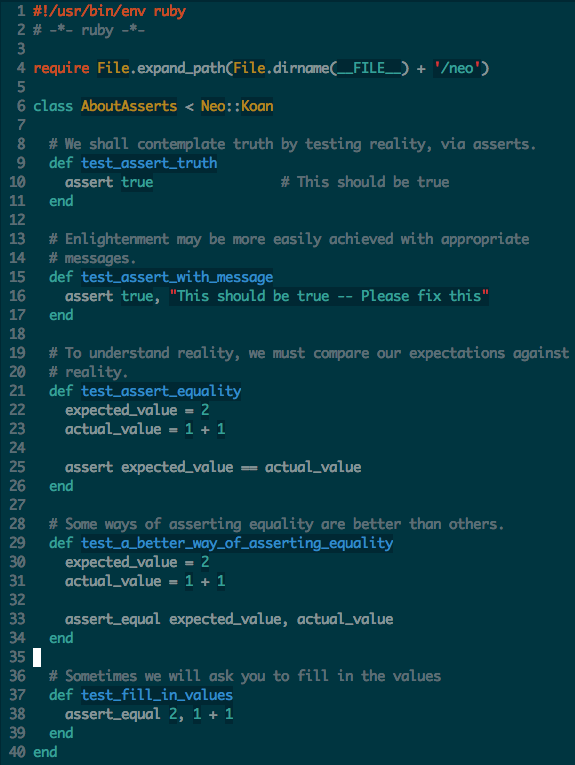 1 #!/usr/bin/env ruby
2 # -*- ruby -*-
3
4 require File.expand_path(File.dirname(__FILE__) + '/neo')
5
6 class AboutAsserts < Neo::Koan
7
8   # We shall contemplate truth by testing reality, via asserts.
9   def test_assert_truth
10     assert true                # This should be true
11   end
12
13   # Enlightenment may be more easily achieved with appropriate
14   # messages.
15   def test_assert_with_message
16     assert true, "This should be true -- Please fix this"
17   end
18
19   # To understand reality, we must compare our expectations against
20   # reality.
21   def test_assert_equality
22     expected_value = 2
23     actual_value = 1 + 1
24
25     assert expected_value == actual_value
26   end
27
28   # Some ways of asserting equality are better than others.
29   def test_a_better_way_of_asserting_equality
30     expected_value = 2
31     actual_value = 1 + 1
32
33     assert_equal expected_value, actual_value
34   end
35
36   # Sometimes we will ask you to fill in the values
37   def test_fill_in_values
38     assert_equal 2, 1 + 1
39   end
40 end